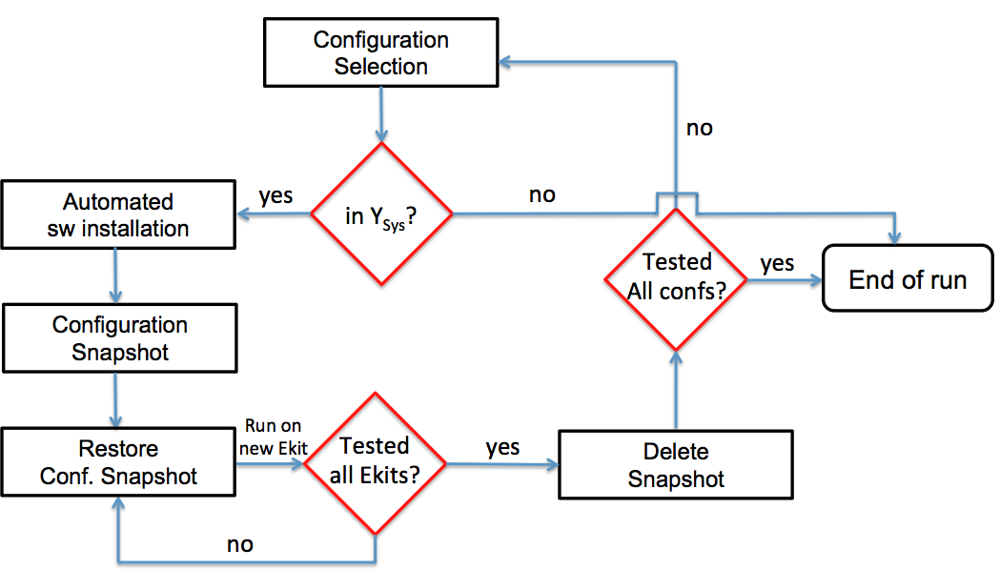 Configuration
Selection
no
in Y_Sys?
yes
no
Automated
sw installation
Tested
All confs?
yes
End of run
Configuration
Snapshot
Run on
new Ekit
Restore
Conf. Snapshot
Tested
all Ekits?
yes
Delete
Snapshot
no